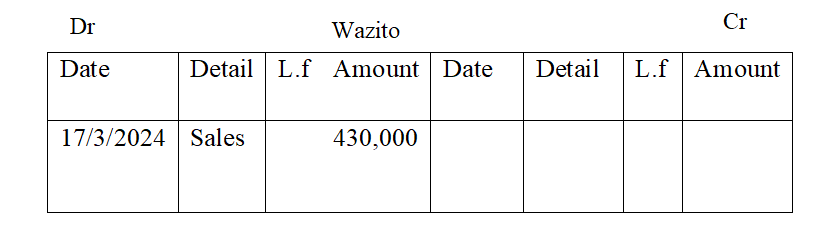 Dr Wazito Cr
Date Detail L.f Amount Date Detail L.f Amount
17/3/2024 Sales 430,000